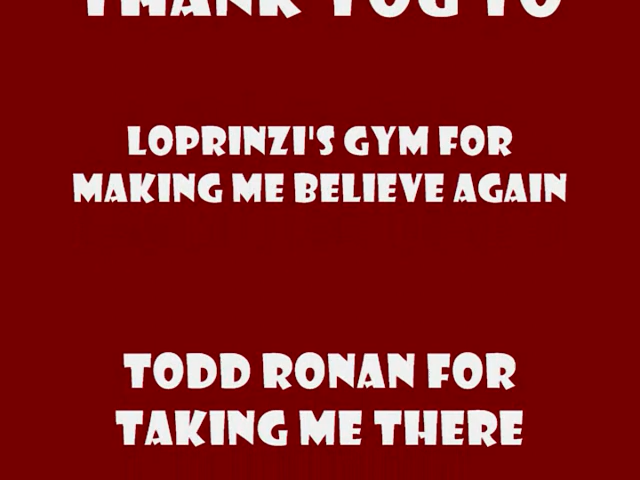 THANK YOU TO
LOPRINZI'S GYM FOR
MAKING ME BELIEVE AGAIN
TODD RONAN FOR
TAKING ME THERE